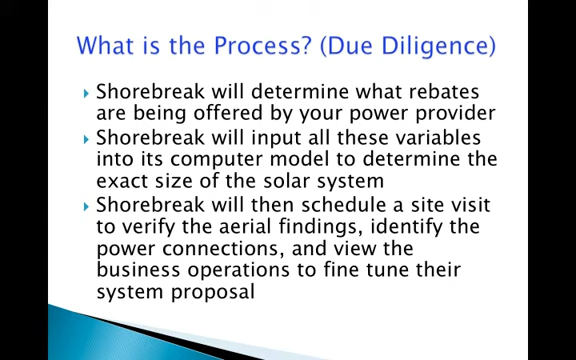 What is the Process? (Due Diligence)
Shorebreak will determine what rebates
are being offered by your power provider
Shorebreak will input all these variables
into its computer model to determine the
exact size of the solar system
Shorebreak will then schedule a site visit
to verify the aerial findings, identify the
power connections, and view the
business operations to fine tune their
system proposal